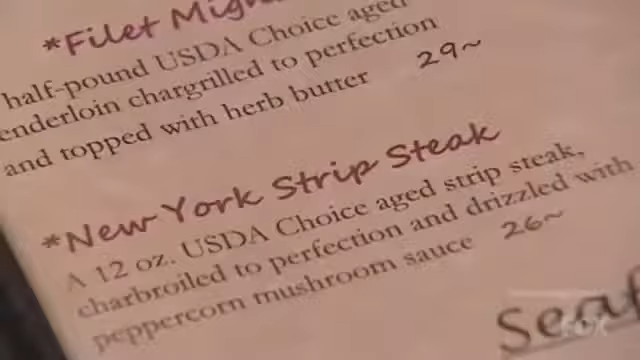 *Filet Mign
half-pound USDA Choice aged
enderloin chargrilled to perfection
and topped with herb butter 29~
*New York Strip Steak
A 12 oz. USDA Choice aged strip steak,
charbroiled to perfection and drizzled with
peppercorn mushroom sauce 26~
Seaf
FOX